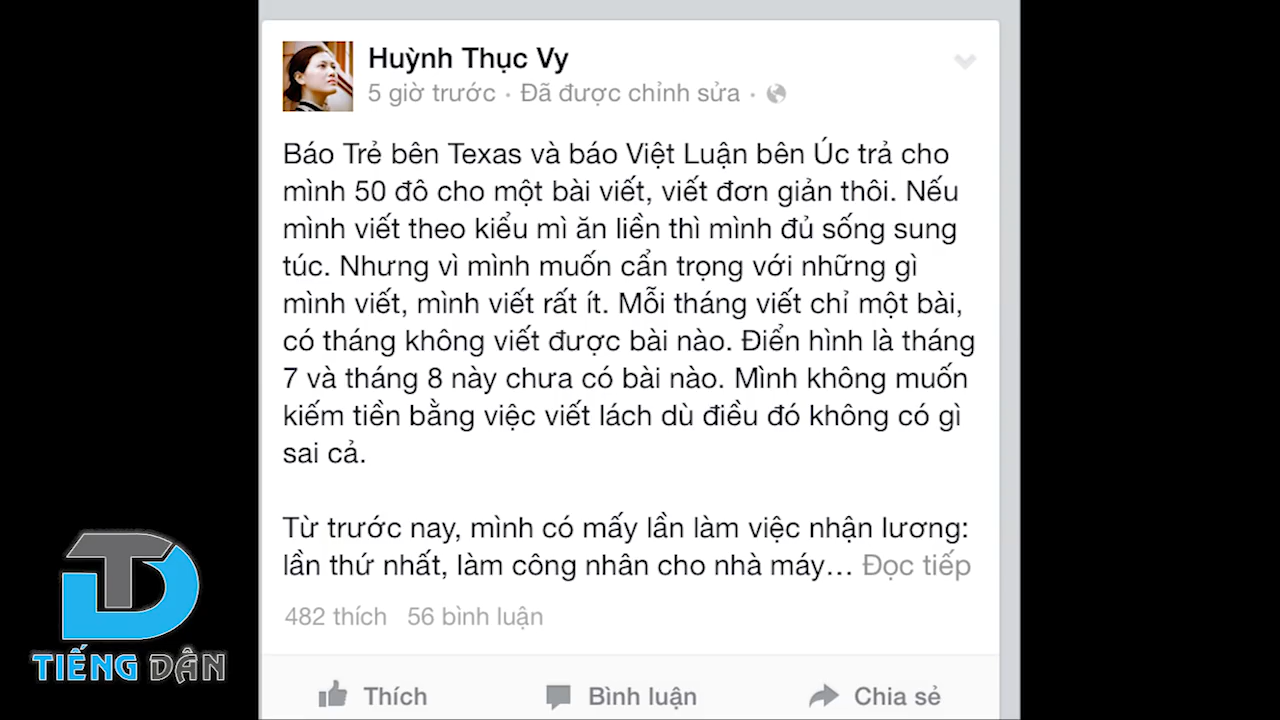 Huỳnh Thục Vy
5 giờ trước · Đã được chỉnh sửa ·
Báo Trẻ bên Texas và báo Việt Luận bên Úc trả cho
mình 50 đô cho một bài viết, viết đơn giản thôi. Nếu
mình viết theo kiểu mì ăn liền thì mình đủ sống sung
túc. Nhưng vì mình muốn cẩn trọng với những gì
mình viết, mình viết rất ít. Mỗi tháng viết chỉ một bài,
có tháng không viết được bài nào. Điển hình là tháng
7 và tháng 8 này chưa có bài nào. Mình không muốn
kiếm tiền bằng việc viết lách dù điều đó không có gì
sai cả.
Từ trước nay, mình có mấy lần làm việc nhận lương:
lần thứ nhất, làm công nhân cho nhà máy... Đọc tiếp
482 thích 56 bình luận
Thích Bình luận Chia sẻ
TD
TIẾNG DÂN